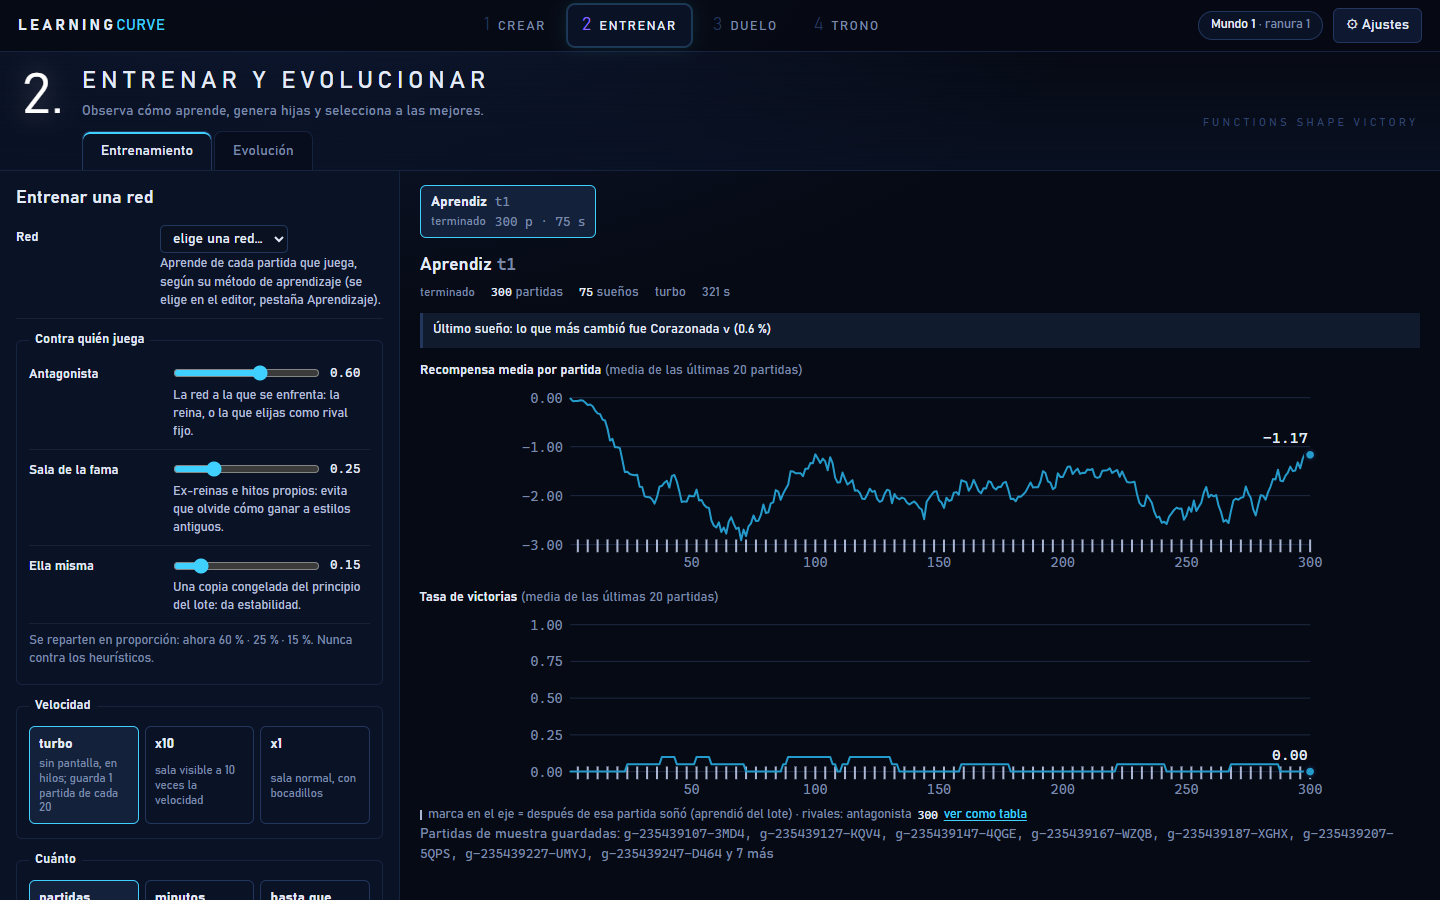 LEARNINGCURVE
1 CREAR
2 ENTRENAR
3 DUELO
4 TRONO
Mundo 1 · ranura 1
⚙ Ajustes
2.
ENTRENAR Y EVOLUCIONAR
Observa cómo aprende, genera hijas y selecciona a las mejores.
FUNCTIONS SHAPE VICTORY
Entrenamiento
Evolución
Entrenar una red
Red
elige una red...
Aprende de cada partida que juega,
según su método de aprendizaje (se
elige en el editor, pestaña Aprendizaje).
Contra quién juega
Antagonista
0.60
La red a la que se enfrenta: la
reina, o la que elijas como rival
fijo.
Sala de la fama
0.25
Ex-reinas e hitos propios: evita
que olvide cómo ganar a estilos
antiguos.
Ella misma
0.15
Una copia congelada del principio
del lote: da estabilidad.
Se reparten en proporción: ahora 60 % · 25 % · 15 %. Nunca
contra los heurísticos.
Velocidad
turbo
sin pantalla, en
hilos; guarda 1
partida de cada
20
x10
sala visible a 10
veces la
velocidad
x1
sala normal, con
bocadillos
Cuánto
partidas
minutos
hasta que
Aprendiz t1
terminado 300 p · 75 s
Aprendiz t1
terminado 300 partidas 75 sueños turbo 321 s
Último sueño: lo que más cambió fue Corazonada v (0.6 %)
Recompensa media por partida (media de las últimas 20 partidas)
0.00
−1.00
−2.00
−3.00
−1.17
50 100 150 200 250 300
Tasa de victorias (media de las últimas 20 partidas)
1.00
0.75
0.50
0.25
0.00
0.00
50 100 150 200 250 300
marca en el eje = después de esa partida soñó (aprendió del lote) · rivales: antagonista 300 ver como tabla
Partidas de muestra guardadas: g-235439107-3MD4, g-235439127-KQV4, g-235439147-4QGE, g-235439167-WZQB, g-235439187-XGHX, g-235439207-
5QPS, g-235439227-UMYJ, g-235439247-D464 y 7 más